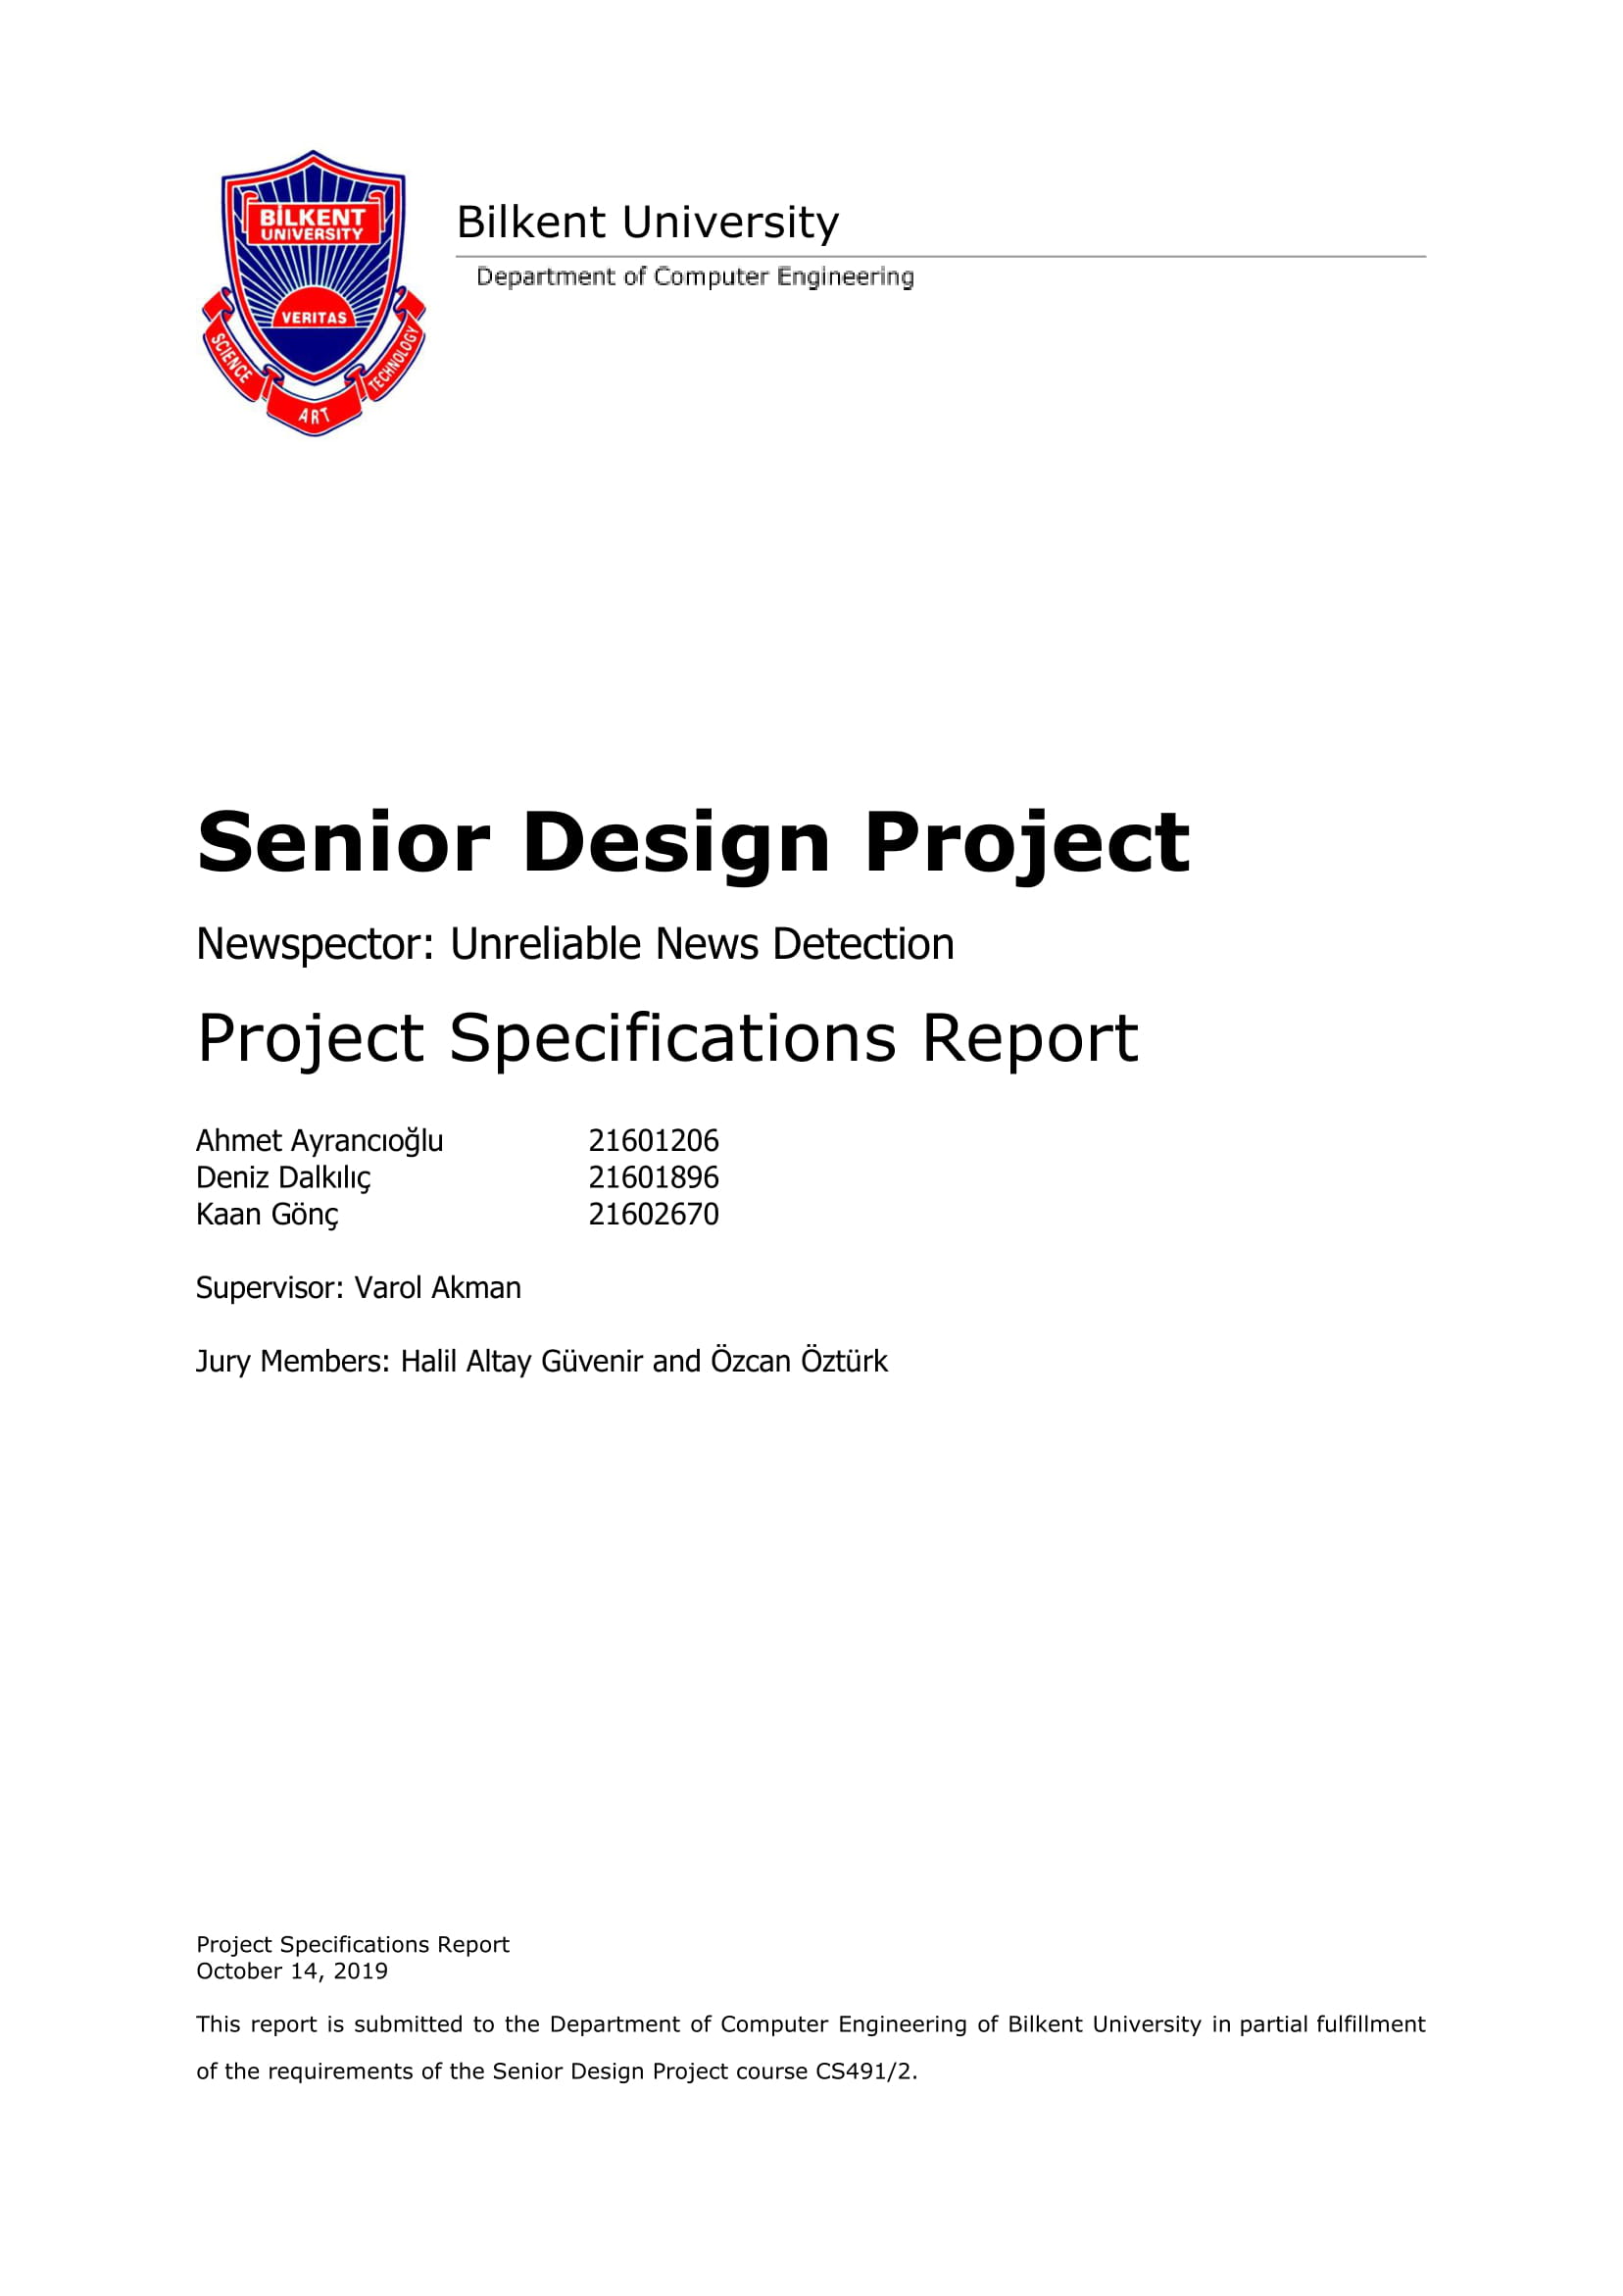 BİLKENT
UNIVERSITY
VERITAS
SCIENCE
ART
TECHNOLOGY
Bilkent University
Department of Computer Engineering
Senior Design Project
Newspector: Unreliable News Detection
Project Specifications Report
Ahmet Ayrancıoğlu 21601206
Deniz Dalkılıç 21601896
Kaan Gönç 21602670
Supervisor: Varol Akman
Jury Members: Halil Altay Güvenir and Özcan Öztürk
Project Specifications Report
October 14, 2019
This report is submitted to the Department of Computer Engineering of Bilkent University in partial fulfillment
of the requirements of the Senior Design Project course CS491/2.